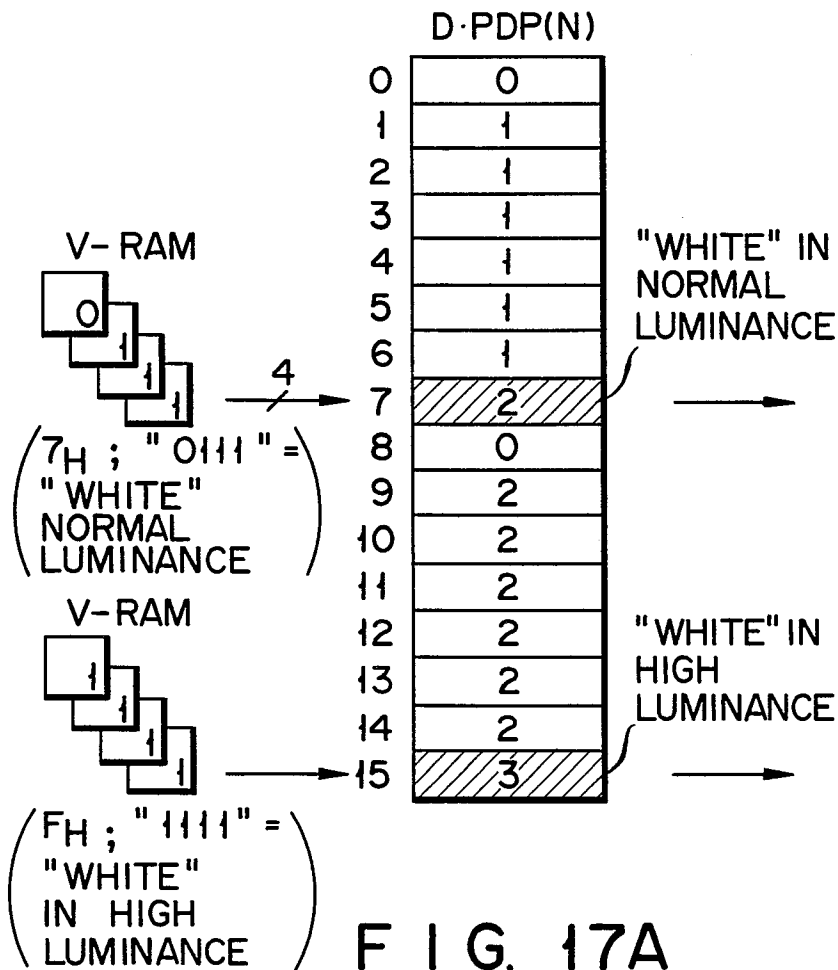 D·PDP(N)
0 0
1 1
2 1
3 1
4 1
5 1
6 1
7 2
8 0
9 2
10 2
11 2
12 2
13 2
14 2
15 3
V-RAM
0
1
1
1
4
(7H ; "0111" =
"WHITE"
NORMAL
LUMINANCE)
V-RAM
1
1
1
1
(FH ; "1111" =
"WHITE"
IN HIGH
LUMINANCE)
"WHITE" IN
NORMAL
LUMINANCE
"WHITE" IN
HIGH
LUMINANCE
FIG. 17A